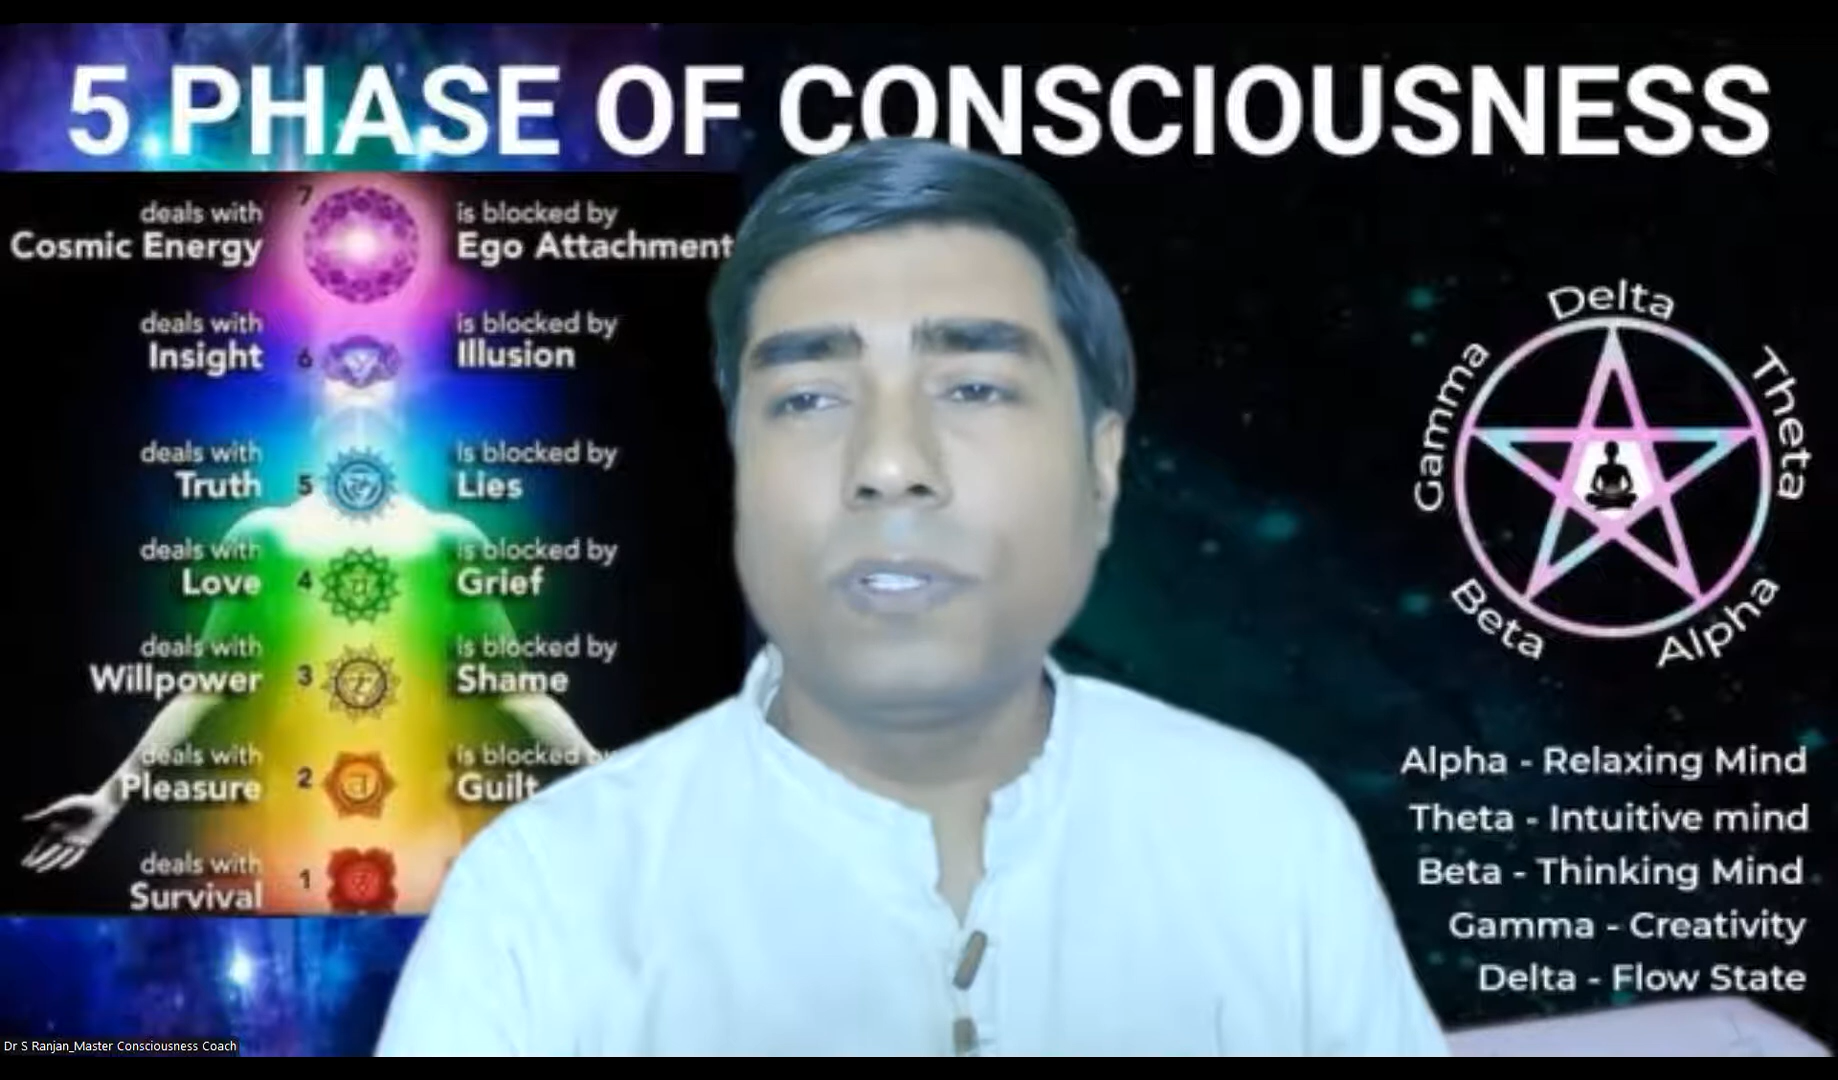 5 PHASE OF CONSCIOUSNESS
7
deals with
Cosmic Energy
is blocked by
Ego Attachment
6
deals with
Insight
is blocked by
Illusion
5
deals with
Truth
is blocked by
Lies
4
deals with
Love
is blocked by
Grief
3
deals with
Willpower
is blocked by
Shame
2
deals with
Pleasure
is blocked by
Guilt
1
deals with
Survival
Delta
Theta
Alpha
Beta
Gamma
Alpha - Relaxing Mind
Theta - Intuitive mind
Beta - Thinking Mind
Gamma - Creativity
Delta - Flow State
Dr S Ranjan_Master Consciousness Coach